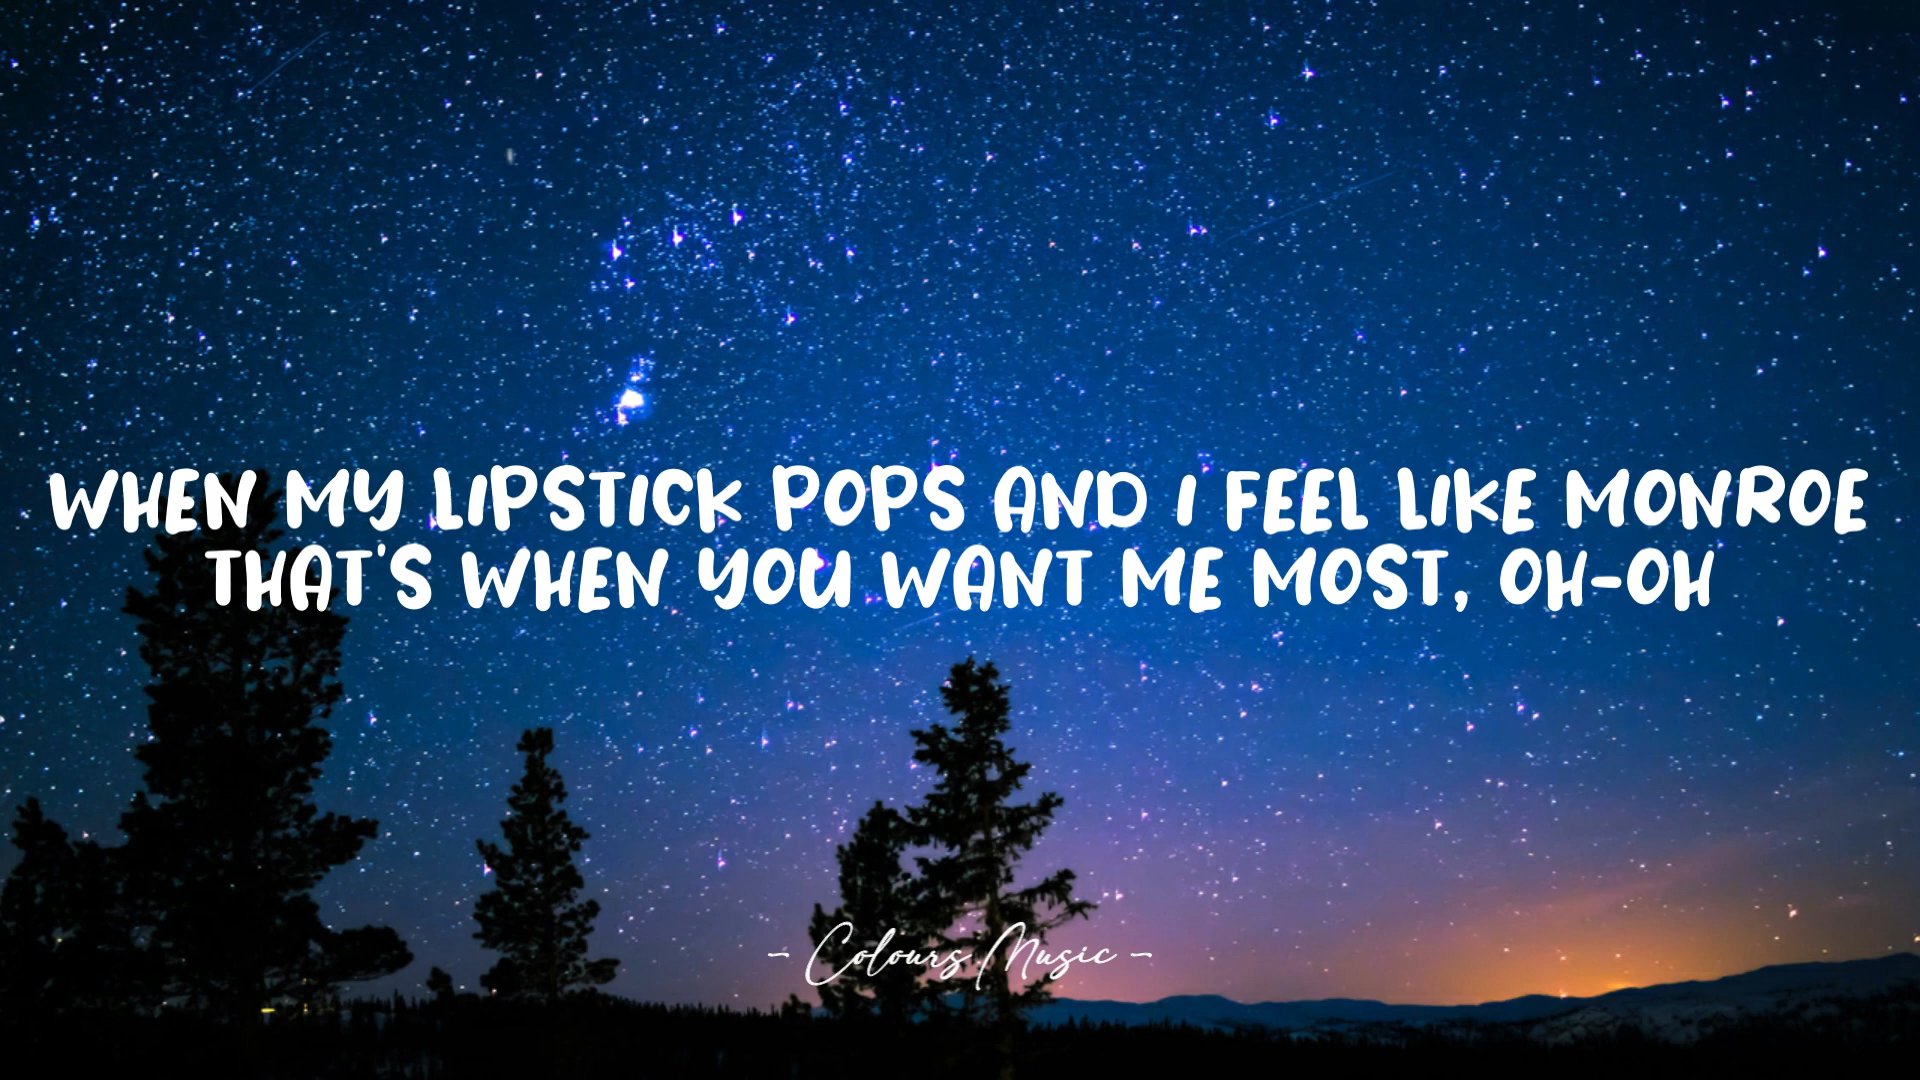 WHEN MY LIPSTICK POPS AND I FEEL LIKE MONROE
THAT'S WHEN YOU WANT ME MOST, OH-OH
- Colours Music -